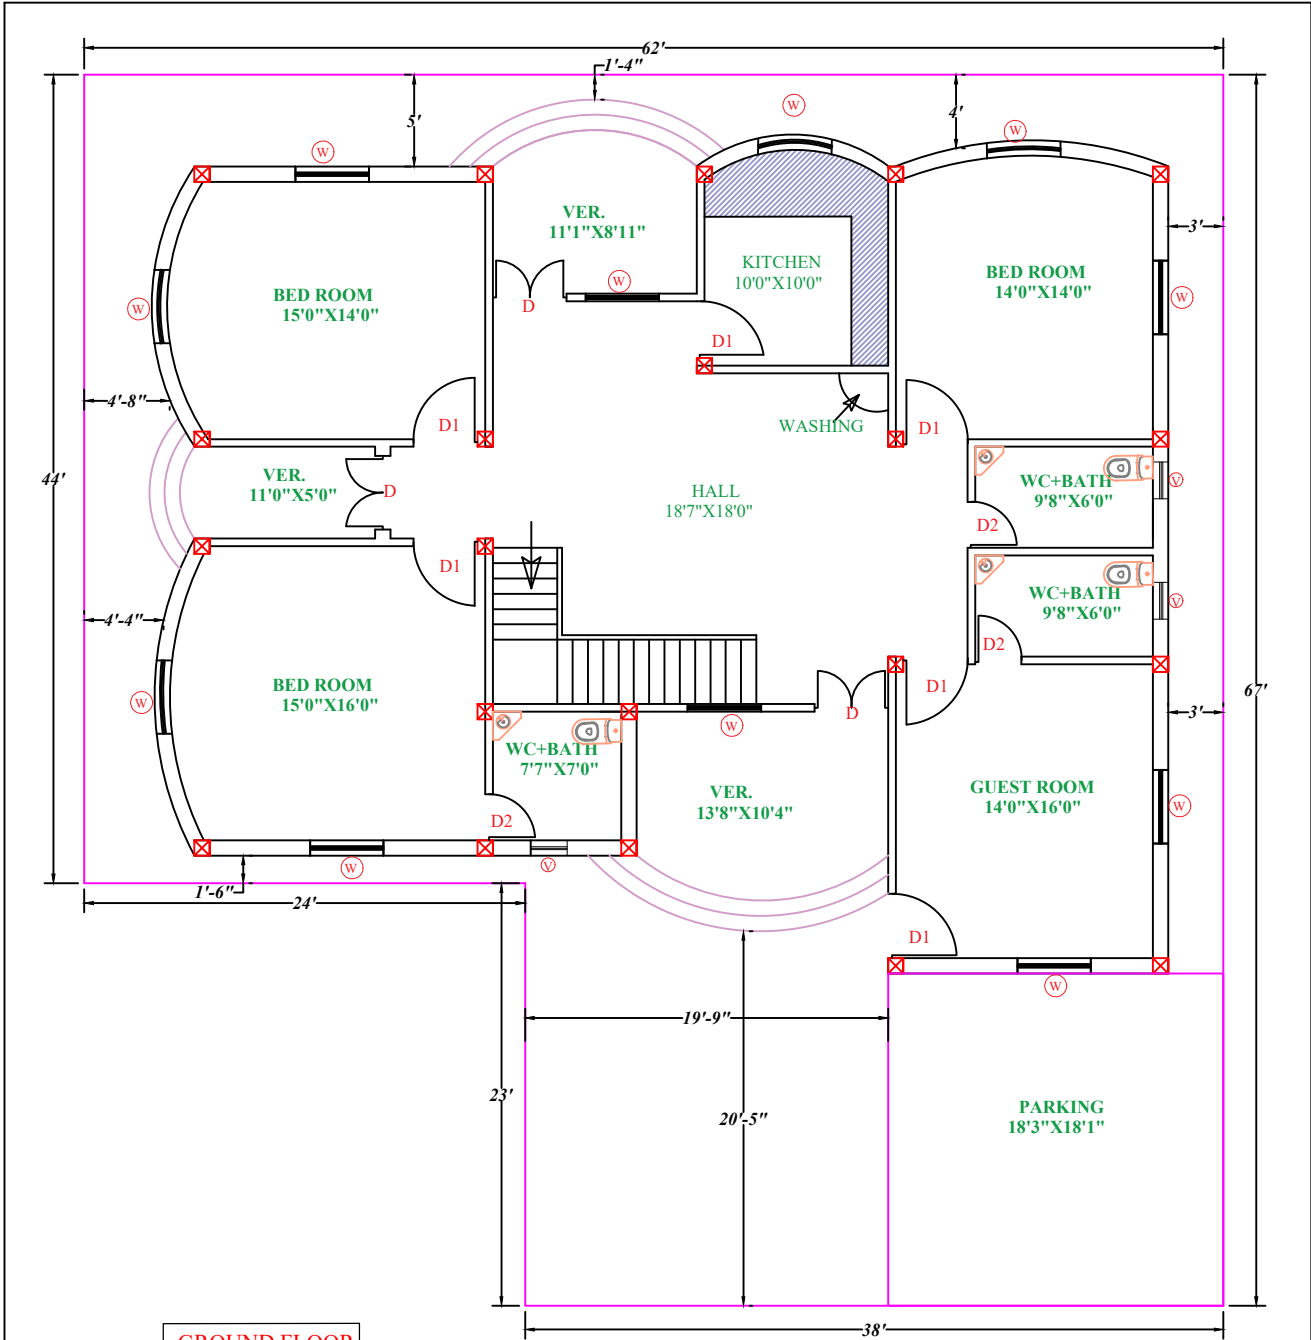 62'
1'-4"
5'
4'
W
W
W
VER.
11'1"X8'11"
3'
KITCHEN
10'0"X10'0"
BED ROOM
14'0"X14'0"
BED ROOM
15'0"X14'0"
W
W
W
D
D1
4'-8"
D1
WASHING
D1
44'
VER.
11'0"X5'0"
D
HALL
18'7"X18'0"
WC+BATH
9'8"X6'0"
V
D2
D1
WC+BATH
9'8"X6'0"
V
4'-4"
D2
BED ROOM
15'0"X16'0"
D1
67'
W
D
W
3'
WC+BATH
7'7"X7'0"
VER.
13'8"X10'4"
GUEST ROOM
14'0"X16'0"
W
D2
W
V
1'-6"
24'
D1
W
19'-9"
23'
20'-5"
PARKING
18'3"X18'1"
38'
GROUND FLOOR